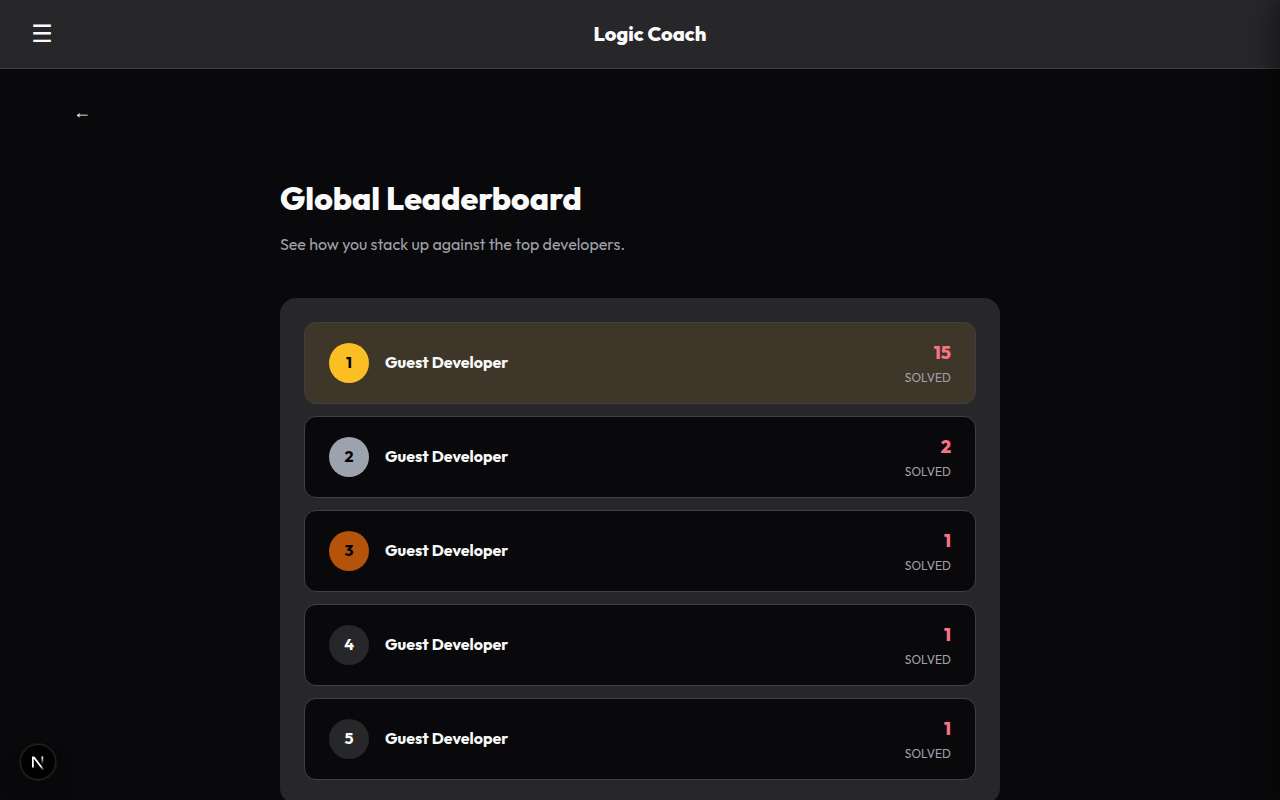 ☰ Logic Coach
←
Global Leaderboard
See how you stack up against the top developers.
1 Guest Developer 15 SOLVED
2 Guest Developer 2 SOLVED
3 Guest Developer 1 SOLVED
4 Guest Developer 1 SOLVED
5 Guest Developer 1 SOLVED
N